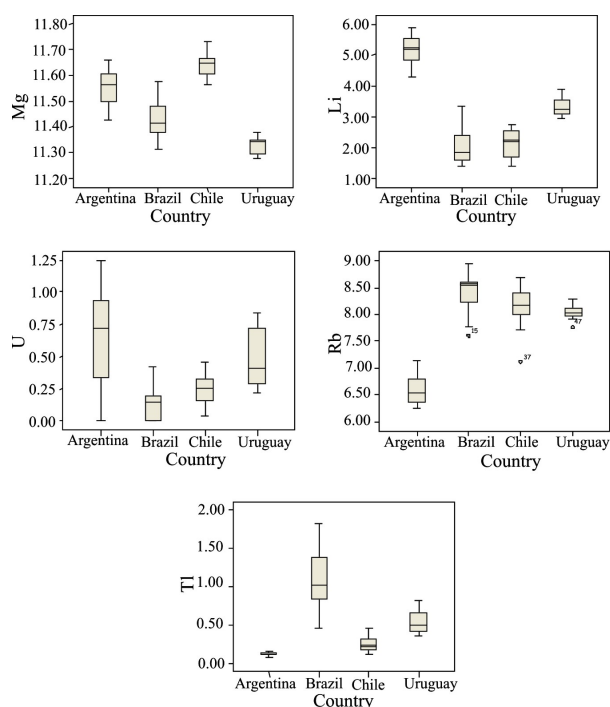 Mg
11.80
11.70
11.60
11.50
11.40
11.30
11.20
Argentina Brazil Chile Uruguay
Country
Li
6.00
5.00
4.00
3.00
2.00
1.00
Argentina Brazil Chile Uruguay
Country
U
1.25
1.00
0.75
0.25
0.00
Argentina Brazil Chile Uruguay
Country
Rb
9.00
8.50
8.00
7.50
7.00
6.50
6.00
15
37
47
Argentina Brazil Chile Uruguay
Country
T1
2.00
1.50
1.00
0.50
0.00
Argentina Brazil Chile Uruguay
Country